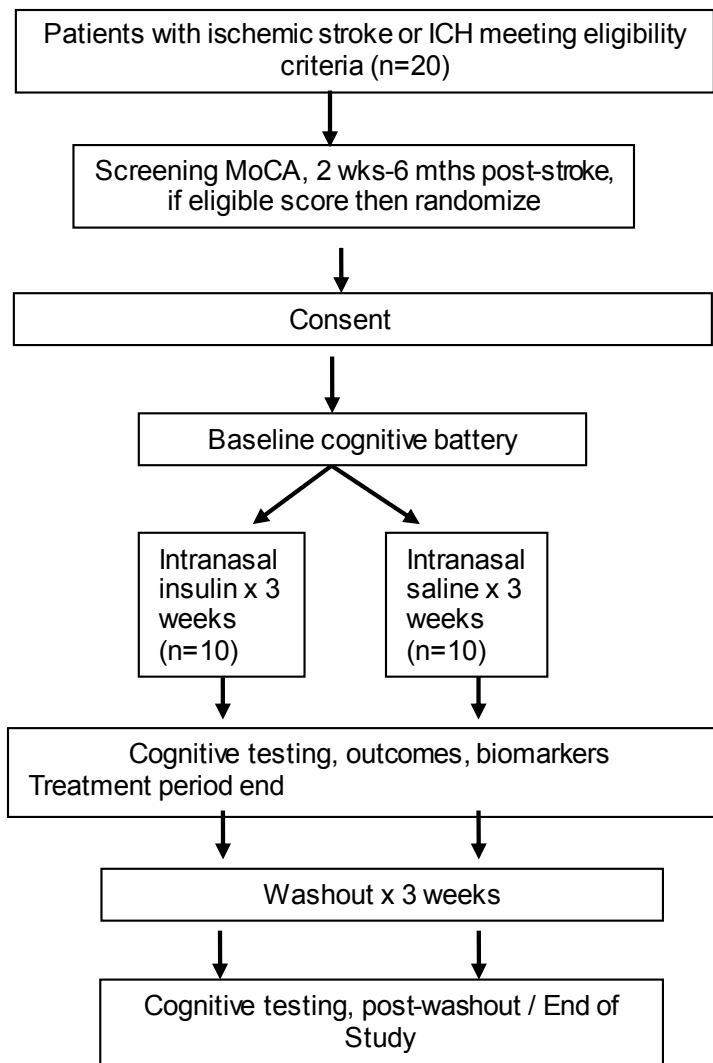 Patients with ischemic stroke or ICH meeting eligibility
criteria (n=20)
Screening MoCA, 2 wks-6 mths post-stroke,
if eligible score then randomize
Consent
Baseline cognitive battery
Intranasal
insulin x 3
weeks
(n=10)
Intranasal
saline x 3
weeks
(n=10)
Cognitive testing, outcomes, biomarkers
Treatment period end
Washout x 3 weeks
Cognitive testing, post-washout / End of
Study